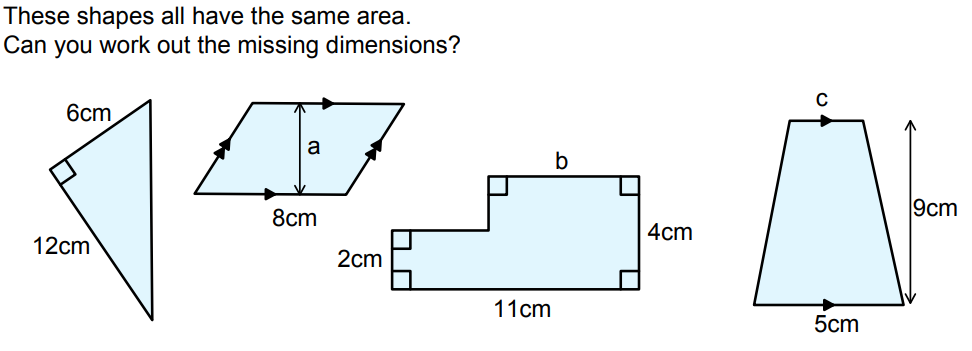 These shapes all have the same area.
Can you work out the missing dimensions?
6cm
12cm
a
8cm
b
2cm
4cm
11cm
c
9cm
5cm